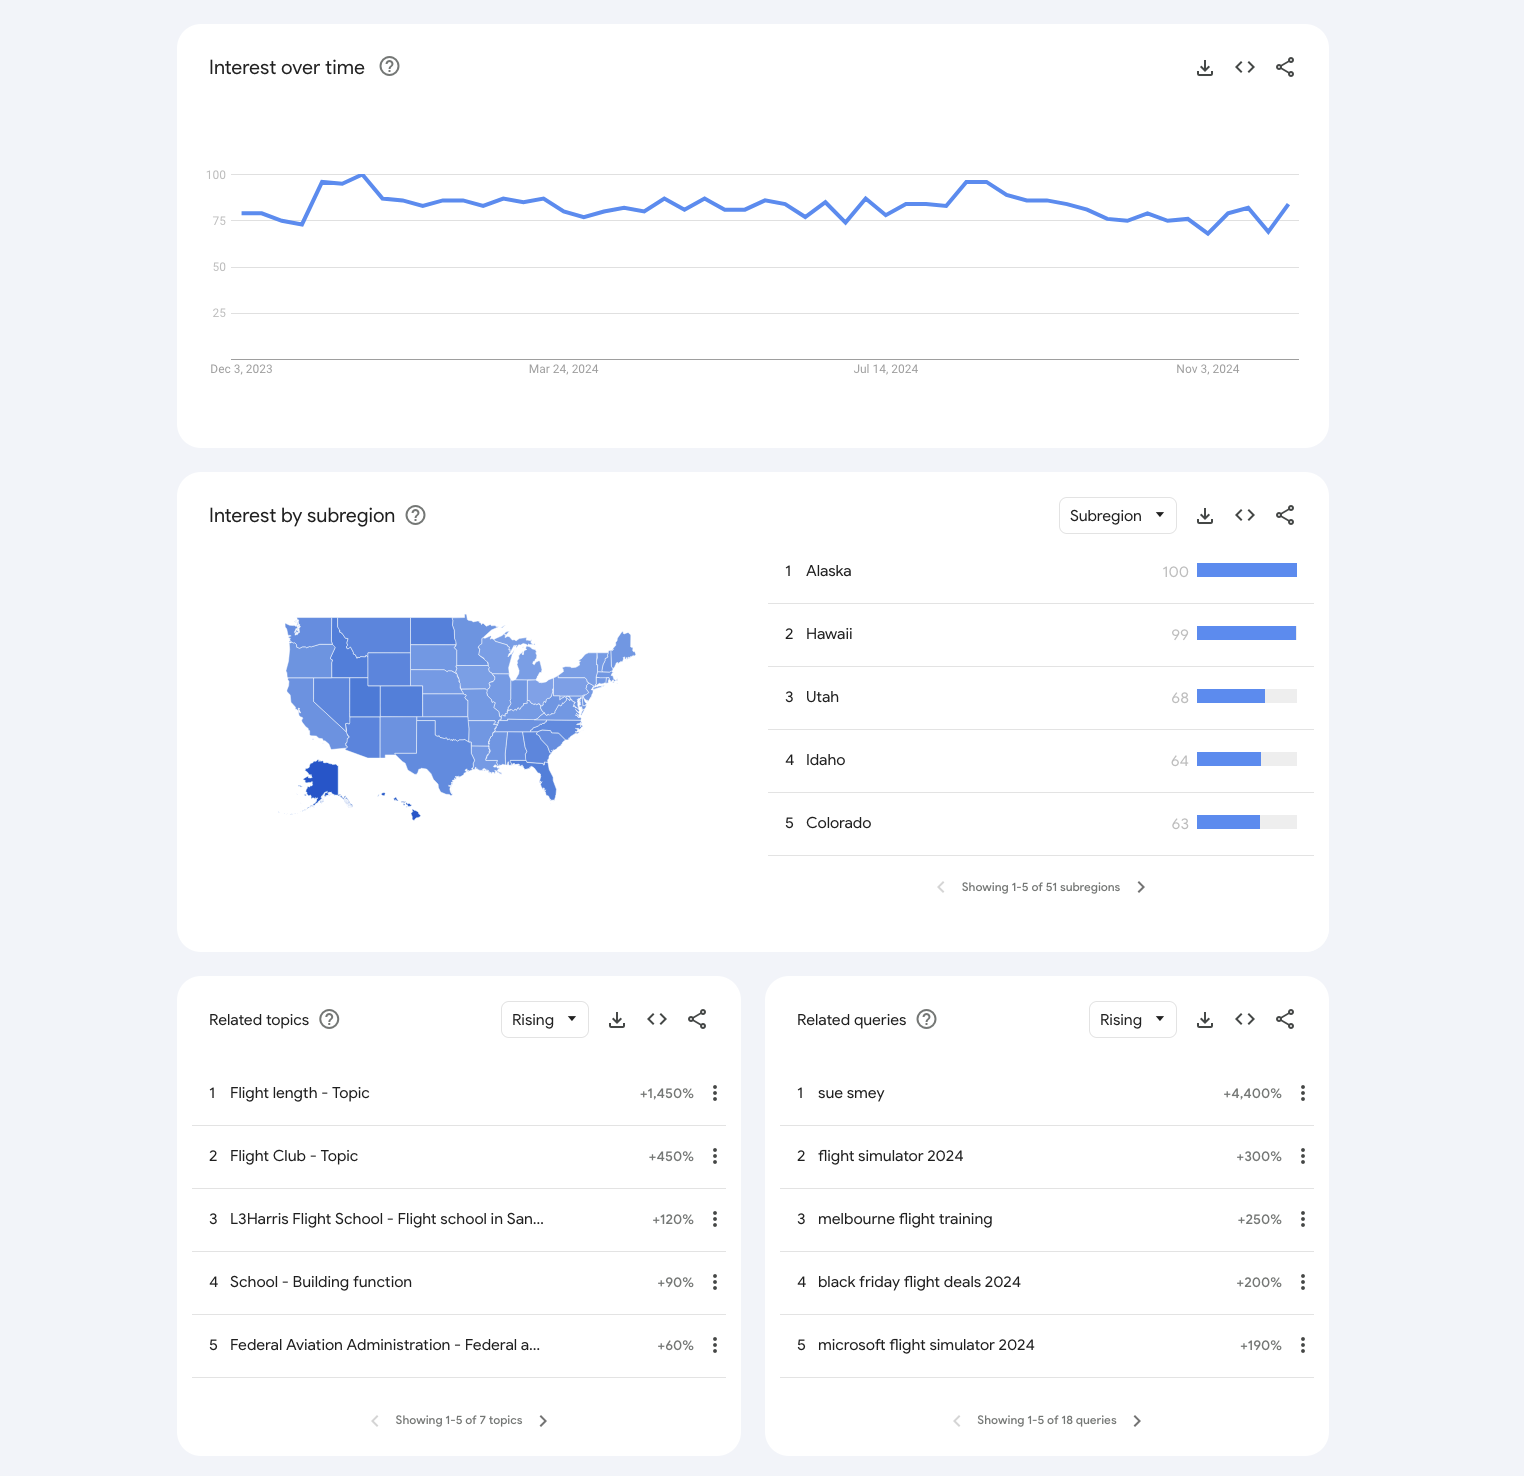 Interest over time
100
75
50
25
Dec 3, 2023
Mar 24, 2024
Jul 14, 2024
Nov 3, 2024
Interest by subregion
Subregion
1 Alaska 100
2 Hawaii 99
3 Utah 68
4 Idaho 64
5 Colorado 63
Showing 1-5 of 51 subregions
Related topics
Rising
1 Flight length - Topic +1,450%
2 Flight Club - Topic +450%
3 L3Harris Flight School - Flight school in San... +120%
4 School - Building function +90%
5 Federal Aviation Administration - Federal a... +60%
Showing 1-5 of 7 topics
Related queries
Rising
1 sue smey +4,400%
2 flight simulator 2024 +300%
3 melbourne flight training +250%
4 black friday flight deals 2024 +200%
5 microsoft flight simulator 2024 +190%
Showing 1-5 of 18 queries